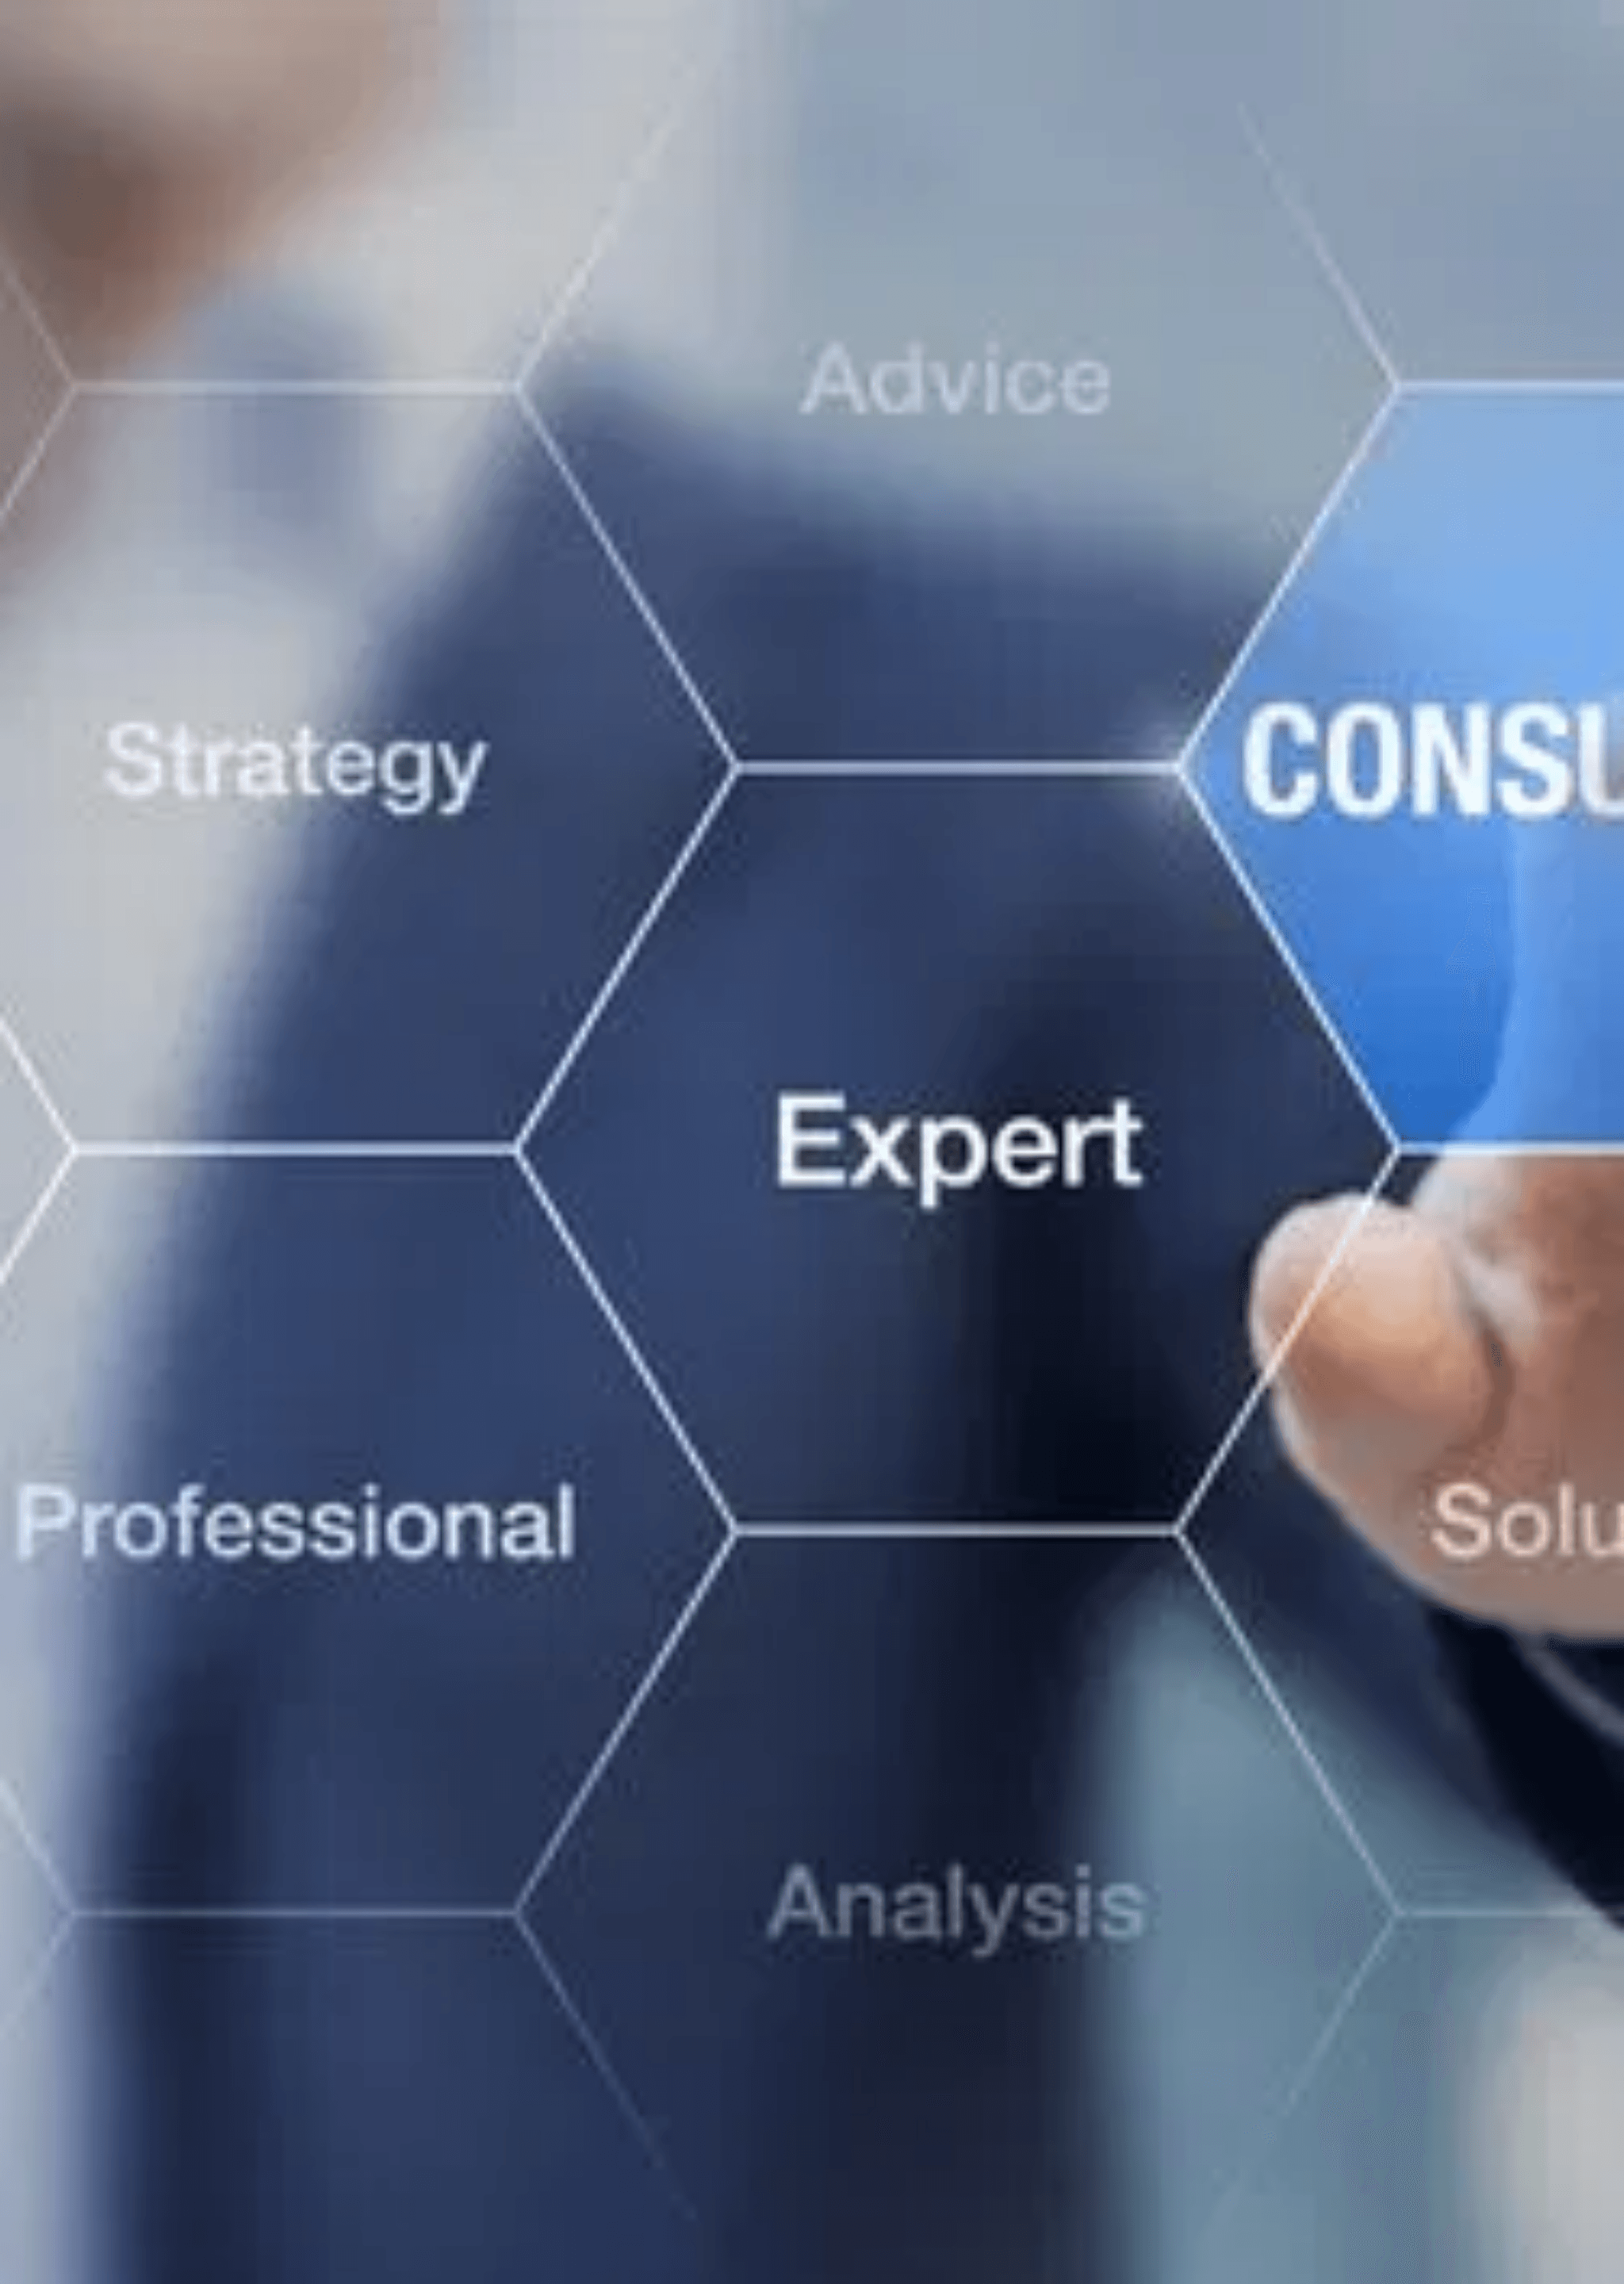 Advice
Strategy
CONSU
Expert
Professional
Solu
Analysis